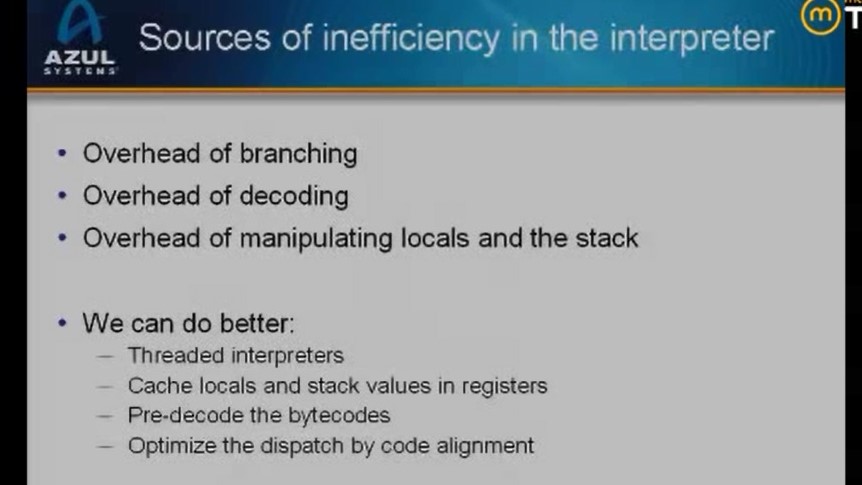 AZUL
SYSTEMS
Sources of inefficiency in the interpreter
m
T
• Overhead of branching
• Overhead of decoding
• Overhead of manipulating locals and the stack
• We can do better:
– Threaded interpreters
– Cache locals and stack values in registers
– Pre-decode the bytecodes
– Optimize the dispatch by code alignment